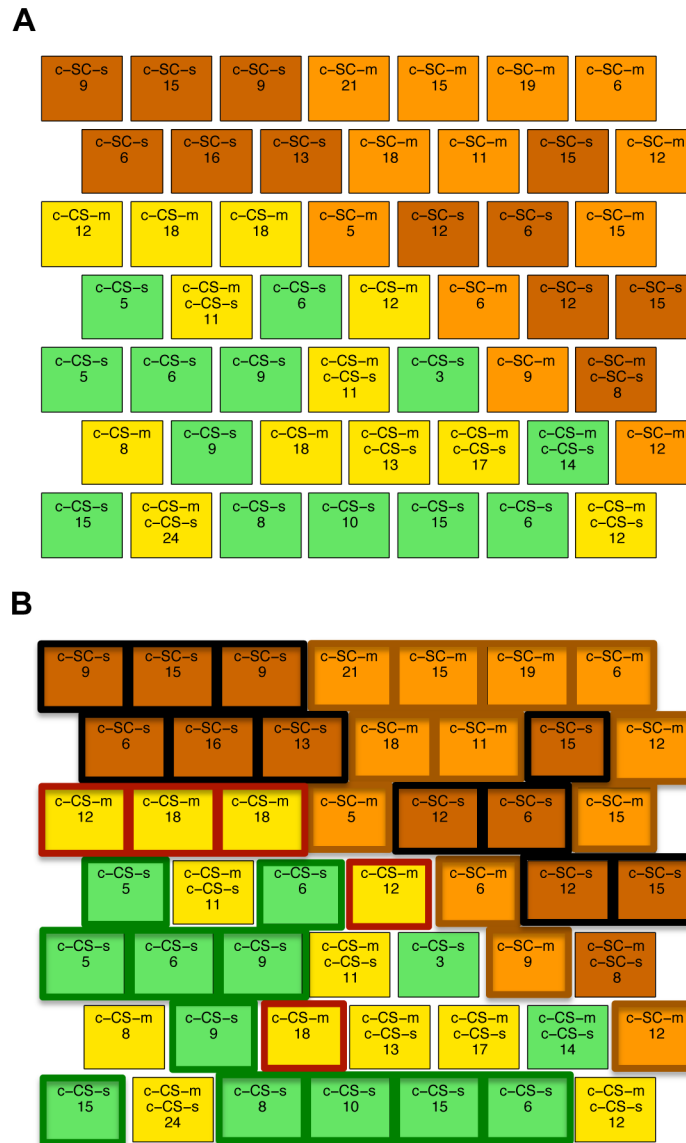 A
c–SC–s c–SC–s c–SC–s c–SC–m c–SC–m c–SC–m c–SC–m
9 15 9 21 15 19 6
c–SC–s c–SC–s c–SC–s c–SC–m c–SC–m c–SC–s c–SC–m
6 16 13 18 11 15 12
c–CS–m c–CS–m c–CS–m c–SC–m c–SC–s c–SC–s c–SC–m
12 18 18 5 12 6 15
c–CS–s c–CS–m c–CS–s c–CS–m c–SC–m c–SC–s c–SC–s
5 c–CS–s 6 12 6 12 15
11
c–CS–s c–CS–s c–CS–s c–CS–m c–CS–s c–SC–m c–SC–m
5 6 9 c–CS–s 3 9 c–SC–s
11 8
c–CS–m c–CS–s c–CS–m c–CS–m c–CS–m c–CS–m c–SC–m
8 9 18 c–CS–s c–CS–s c–CS–s 12
13 17 14
c–CS–s c–CS–m c–CS–s c–CS–s c–CS–s c–CS–s c–CS–m
15 c–CS–s 8 10 15 6 c–CS–s
24 12
B
c–SC–s c–SC–s c–SC–s c–SC–m c–SC–m c–SC–m c–SC–m
9 15 9 21 15 19 6
c–SC–s c–SC–s c–SC–s c–SC–m c–SC–m c–SC–s c–SC–m
6 16 13 18 11 15 12
c–CS–m c–CS–m c–CS–m c–SC–m c–SC–s c–SC–s c–SC–m
12 18 18 5 12 6 15
c–CS–s c–CS–m c–CS–s c–CS–m c–SC–m c–SC–s c–SC–s
5 c–CS–s 6 12 6 12 15
11
c–CS–s c–CS–s c–CS–s c–CS–m c–CS–s c–SC–m c–SC–m
5 6 9 c–CS–s 3 9 c–SC–s
11 8
c–CS–m c–CS–s c–CS–m c–CS–m c–CS–m c–CS–m c–SC–m
8 9 18 c–CS–s c–CS–s c–CS–s 12
13 17 14
c–CS–s c–CS–m c–CS–s c–CS–s c–CS–s c–CS–s c–CS–m
15 c–CS–s 8 10 15 6 c–CS–s
24 12